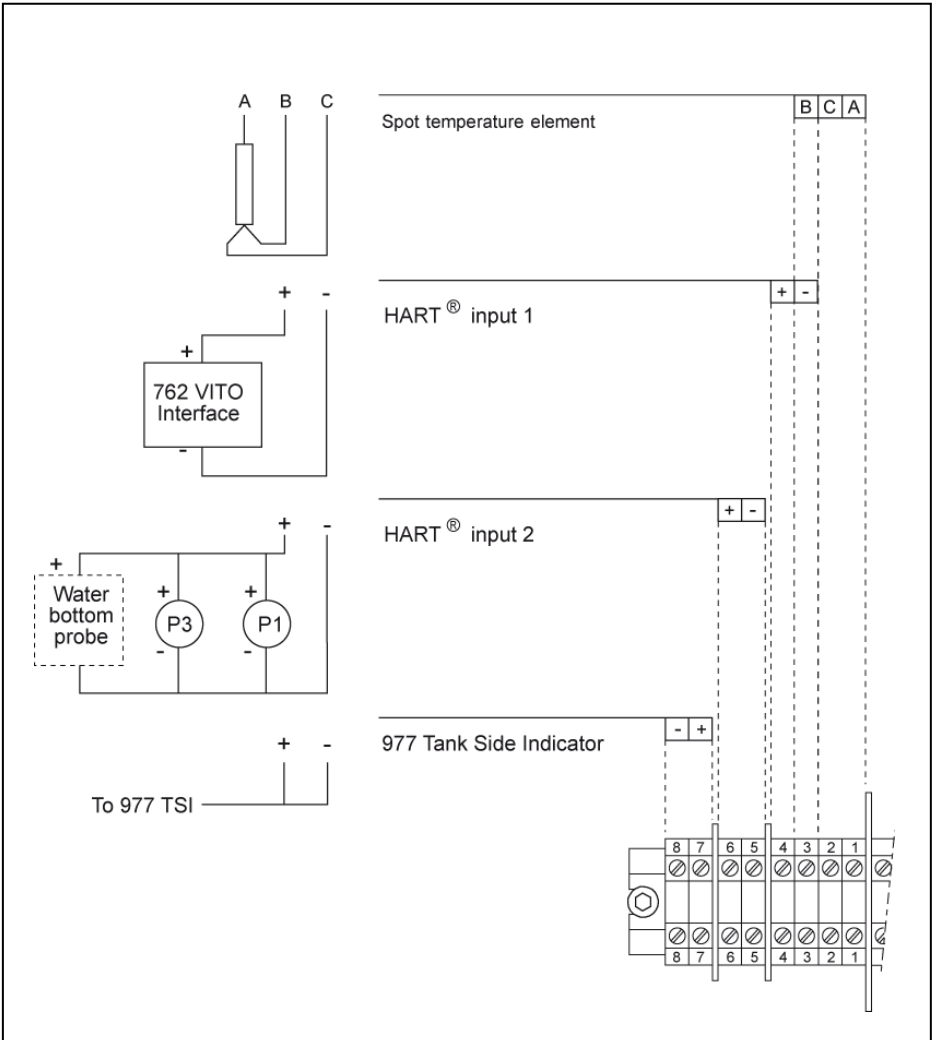 A B C
Spot temperature element
B C A
+ -
HART ® input 1
+ -
+
762 VITO
Interface
-
+ -
HART ® input 2
+ -
+
Water
bottom
probe
+
P3
-
+
P1
-
- +
977 Tank Side Indicator
+ -
To 977 TSI
8 7 6 5 4 3 2 1
8 7 6 5 4 3 2 1